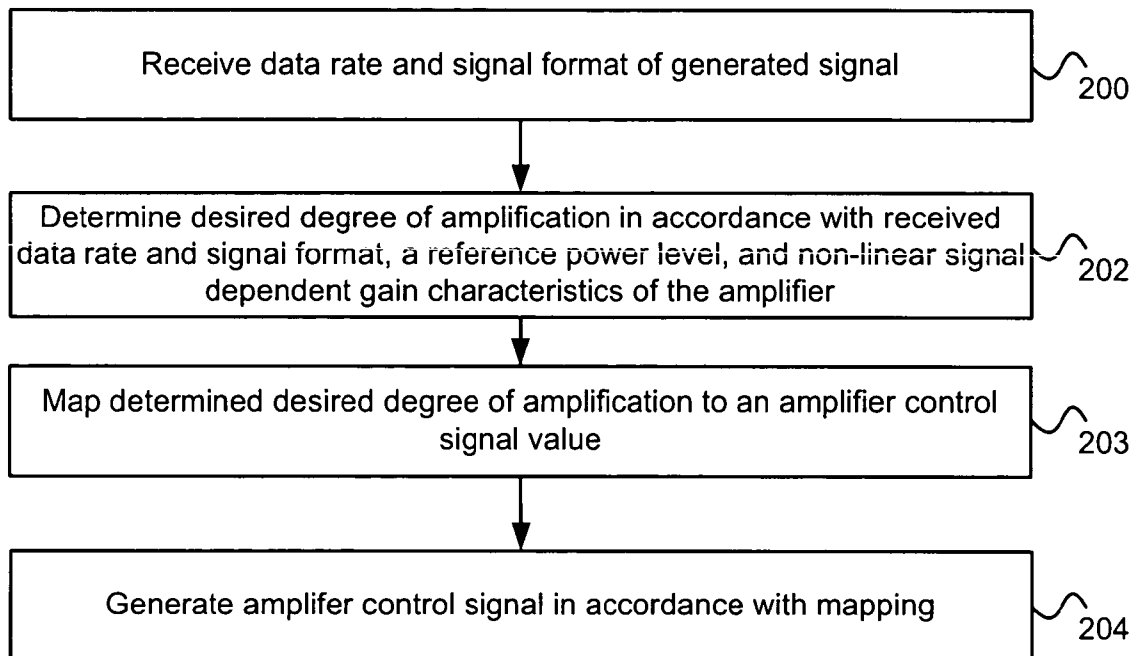 Receive data rate and signal format of generated signal
200
Determine desired degree of amplification in accordance with received
data rate and signal format, a reference power level, and non-linear signal
dependent gain characteristics of the amplifier
202
Map determined desired degree of amplification to an amplifier control
signal value
203
Generate amplifer control signal in accordance with mapping
204